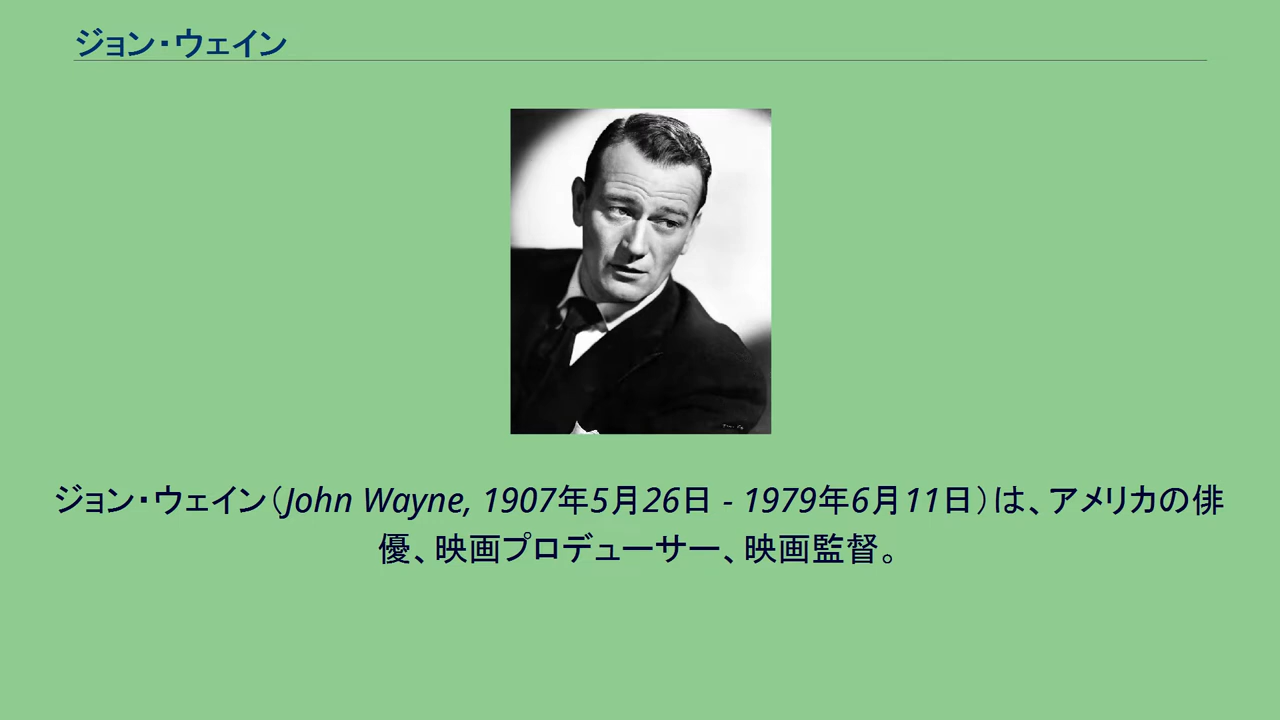 ジョン・ウェイン
ジョン・ウェイン（John Wayne, 1907年5月26日 - 1979年6月11日）は、アメリカの俳
優、映画プロデューサー、映画監督。